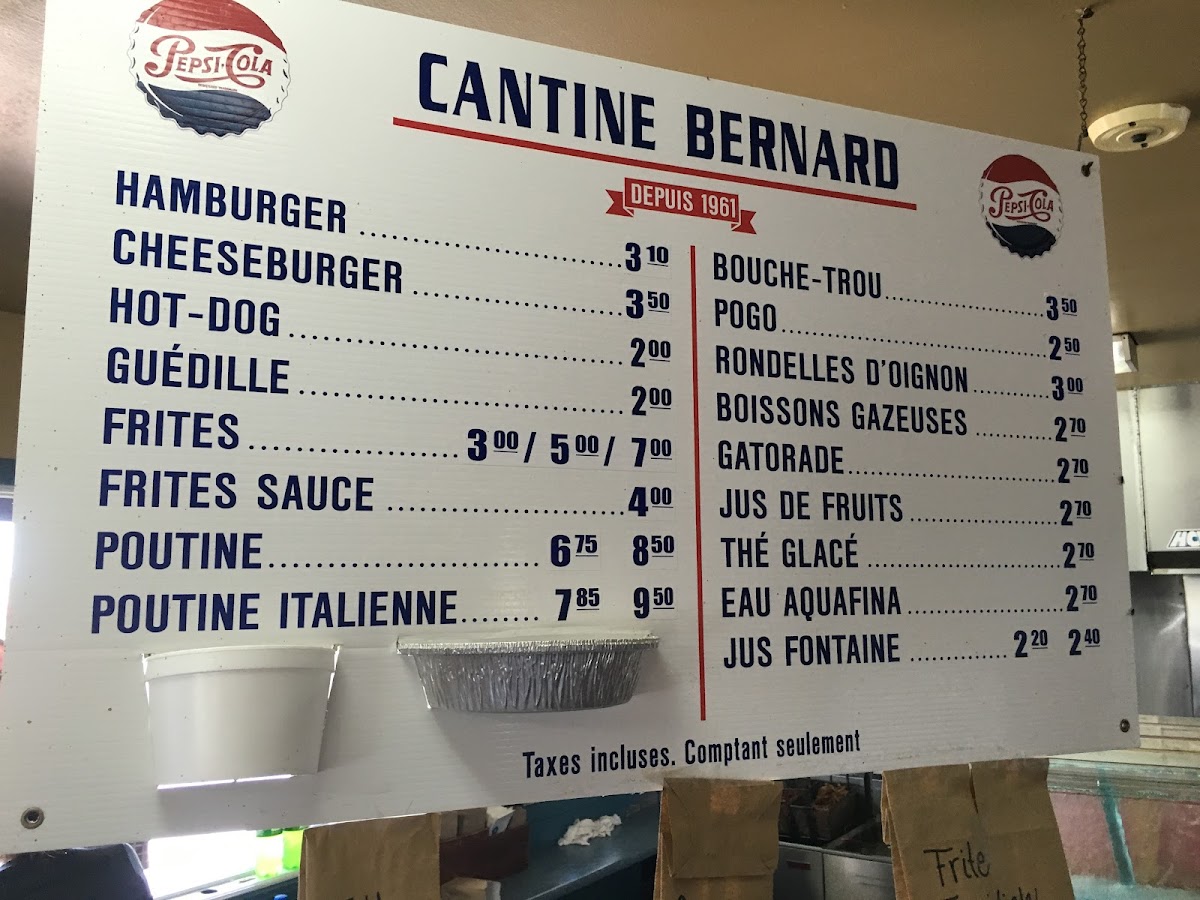 PEPSI-COLA
CANTINE BERNARD
DEPUIS 1961
PEPSI-COLA
HAMBURGER 3 10
CHEESEBURGER 3 50
HOT-DOG 2 00
GUÉDILLE 2 00
FRITES 3 00 / 5 00 / 7 00
FRITES SAUCE 4 00
POUTINE 6 75 8 50
POUTINE ITALIENNE 7 85 9 50
BOUCHE-TROU 3 50
POGO 2 50
RONDELLES D'OIGNON 3 00
BOISSONS GAZEUSES 2 70
GATORADE 2 70
JUS DE FRUITS 2 70
THÉ GLACÉ 2 70
EAU AQUAFINA 2 70
JUS FONTAINE 2 20 2 40
Taxes incluses. Comptant seulement
Frite